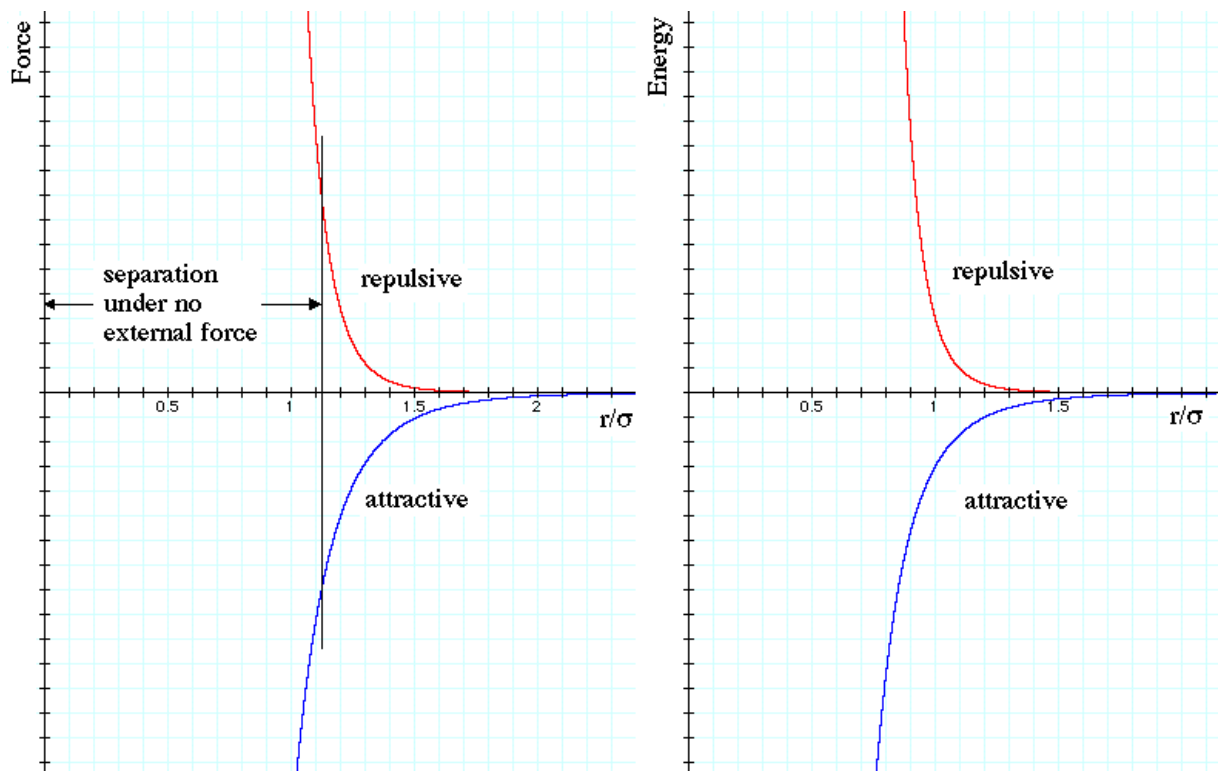 Force
separation
under no
external force
repulsive
attractive
0.5
1
1.5
2
r/σ
Energy
repulsive
attractive
0.5
1
1.5
r/σ